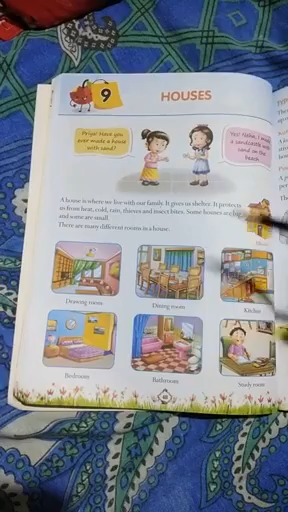 9
HOUSES
Priya! Have you
ever made a house
with sand?
Yes! Neha, I made
a sandcastle with
sand on the
beach.
A house is where we live with our family. It gives us shelter. It protects
us from heat, cold, rain, thieves and insect bites. Some houses are big
and some are small.
There are many different rooms in a house.
Drawing room
Dining room
Kitchen
Bedroom
Bathroom
Study room